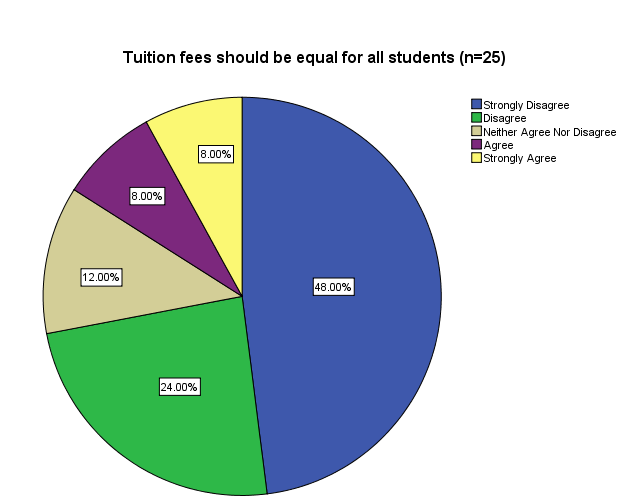 Tuition fees should be equal for all students (n=25)
Strongly Disagree
Disagree
Neither Agree Nor Disagree
Agree
Strongly Agree
8.00%
8.00%
12.00%
48.00%
24.00%